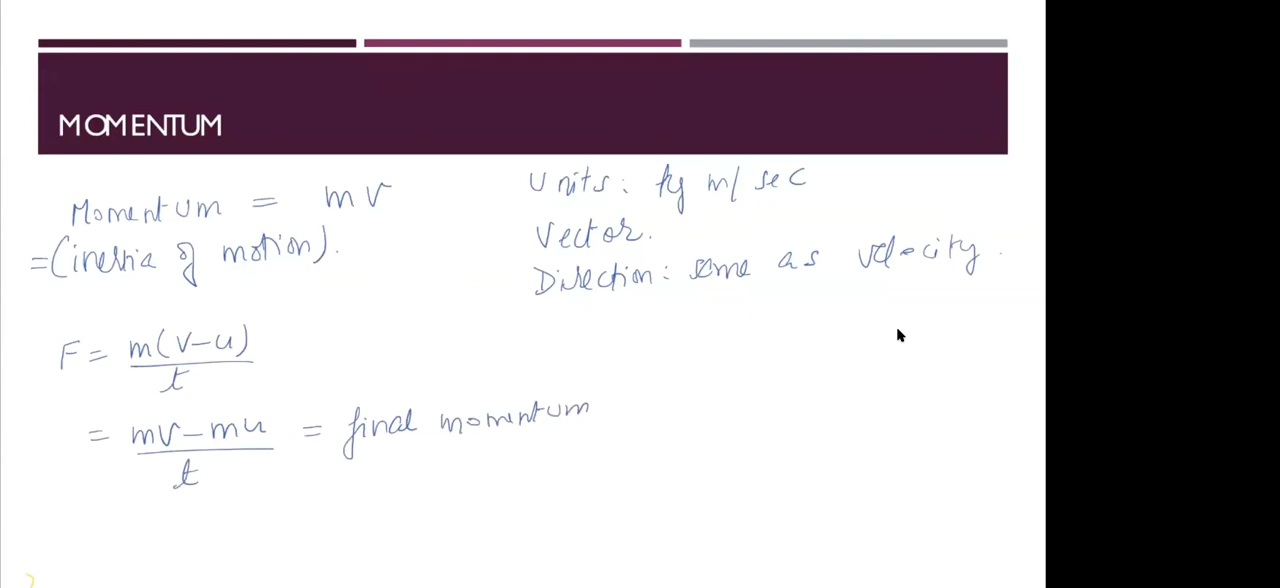 MOMENTUM
Momentum = mv
= (inertia of motion).
Units: kg m/sec
Vector.
Direction: same as velocity.
F = m(v-u)
t
= mv-mu = final momentum
t